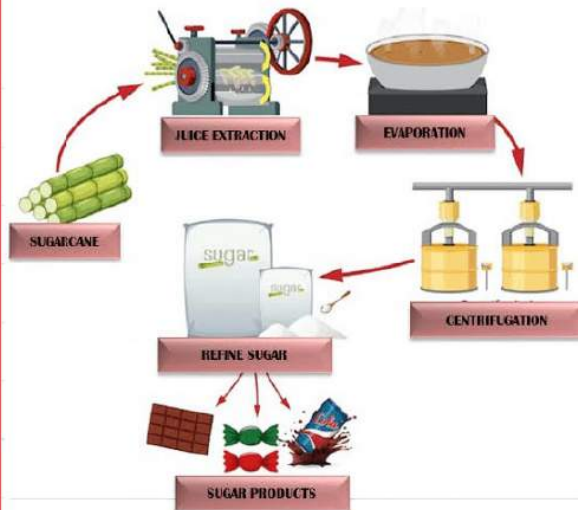 JUICE EXTRACTION
EVAPORATION
SUGARCANE
sugar
sugar
CENTRIFUGATION
REFINE SUGAR
SUGAR PRODUCTS